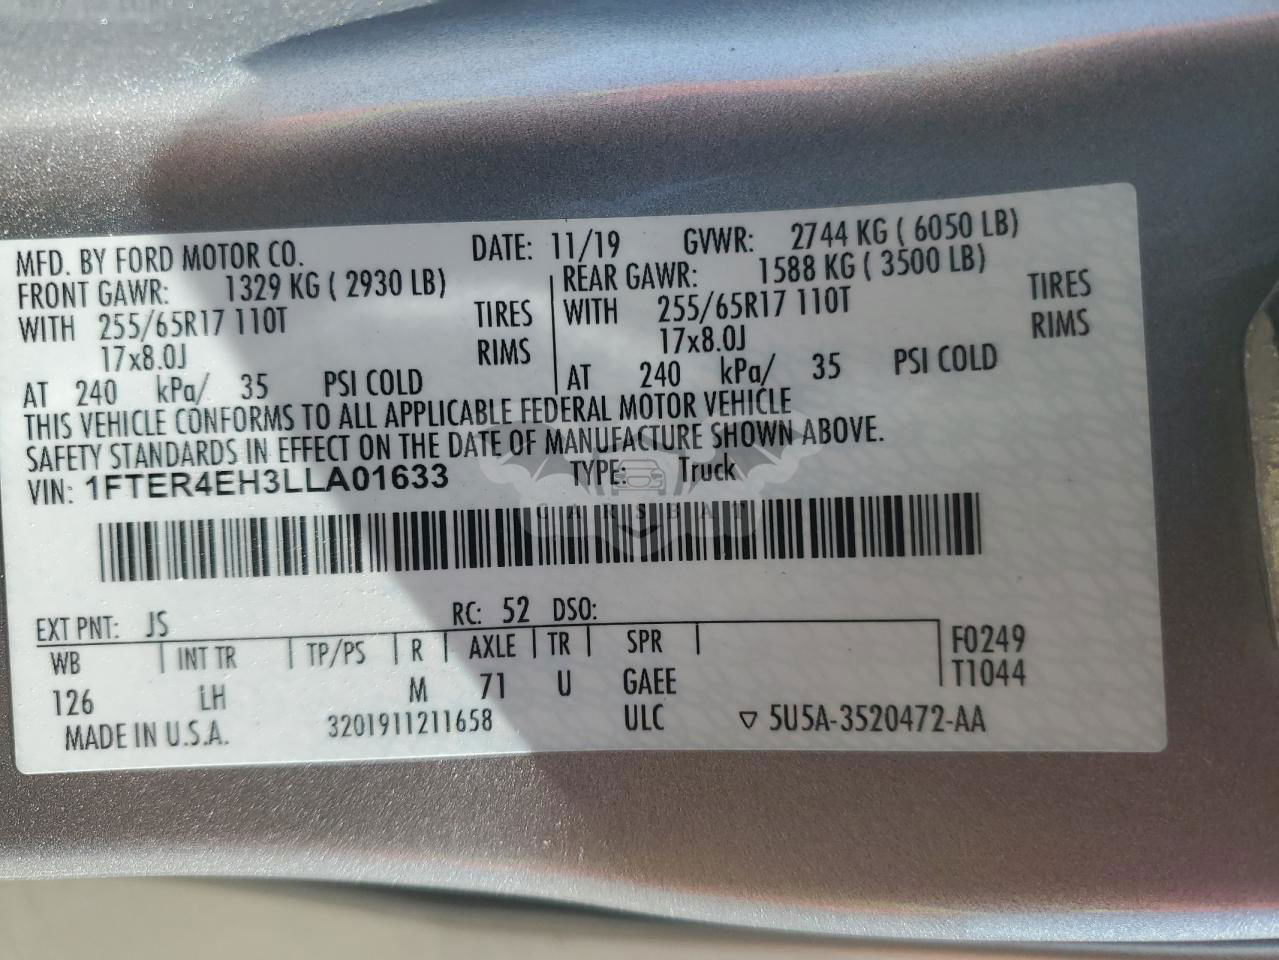 MFD. BY FORD MOTOR CO. DATE: 11/19 GVWR: 2744 KG ( 6050 LB)
FRONT GAWR: 1329 KG ( 2930 LB) REAR GAWR: 1588 KG ( 3500 LB)
WITH 255/65R17 110T TIRES WITH 255/65R17 110T TIRES
17x8.0J RIMS 17x8.0J RIMS
AT 240 kPa/ 35 PSI COLD AT 240 kPa/ 35 PSI COLD
THIS VEHICLE CONFORMS TO ALL APPLICABLE FEDERAL MOTOR VEHICLE
SAFETY STANDARDS IN EFFECT ON THE DATE OF MANUFACTURE SHOWN ABOVE.
VIN: 1FTER4EH3LLA01633 TYPE: Truck
CARSBAT
EXT PNT: JS RC: 52 DSO:
WB INT TR TP/PS R AXLE TR SPR F0249
126 LH M 71 U GAEE T1044
MADE IN U.S.A. 3201911211658 ULC ▽ 5U5A-3520472-AA